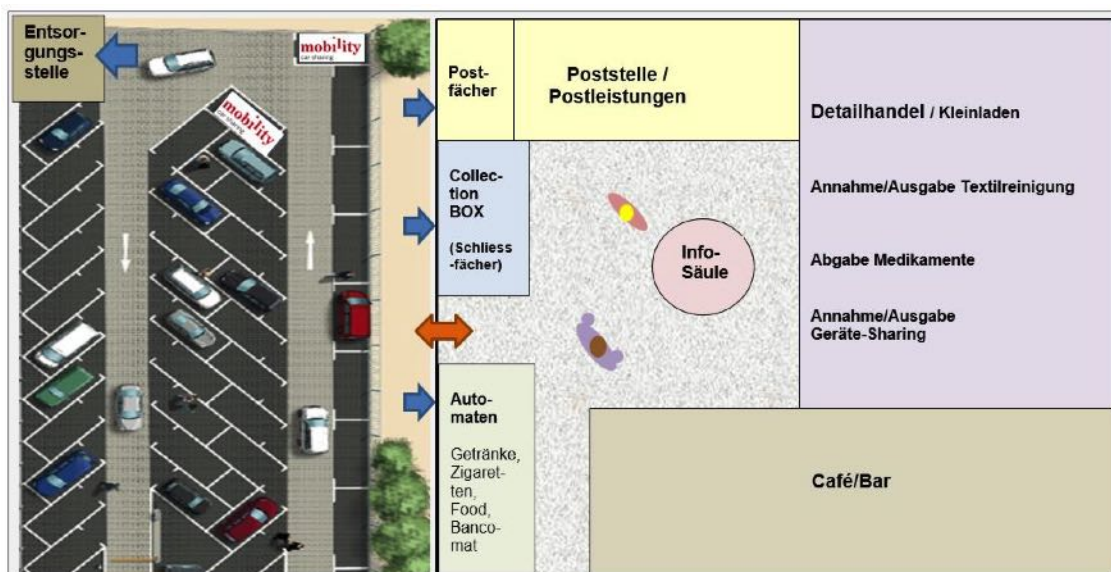 Entsor-
gungs-
stelle
mobility
car sharing
mobility
car sharing
Post-
fächer
Poststelle /
Postleistungen
Detailhandel / Kleinladen
Collec-
tion
BOX
(Schliess
-fächer)
Annahme/Ausgabe Textilreinigung
Info-
Säule
Abgabe Medikamente
Annahme/Ausgabe
Geräte-Sharing
Auto-
maten
Getränke,
Zigaret-
ten,
Food,
Banco-
mat
Café/Bar